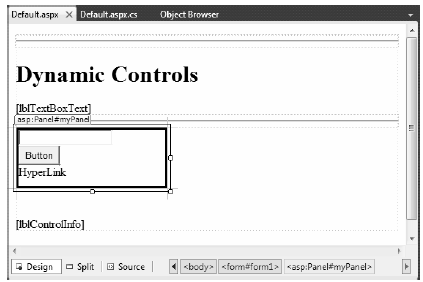 Default.aspx X Default.aspx.cs Object Browser
Dynamic Controls
[lblTextBoxText]
asp:Panel#myPanel
Button
HyperLink
[lblControlInfo]
Design Split Source <body> <form#form1> <asp:Panel#myPanel>